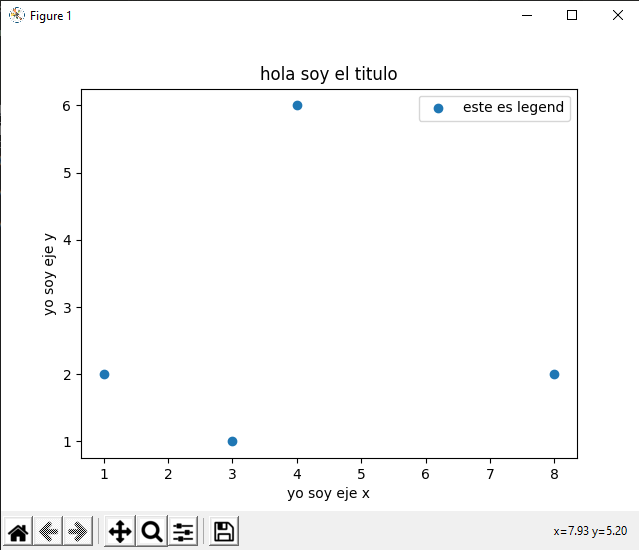 Figure 1
hola soy el titulo
este es legend
6
5
4
3
2
1
yo soy eje y
1 2 3 4 5 6 7 8
yo soy eje x
x=7.93 y=5.20